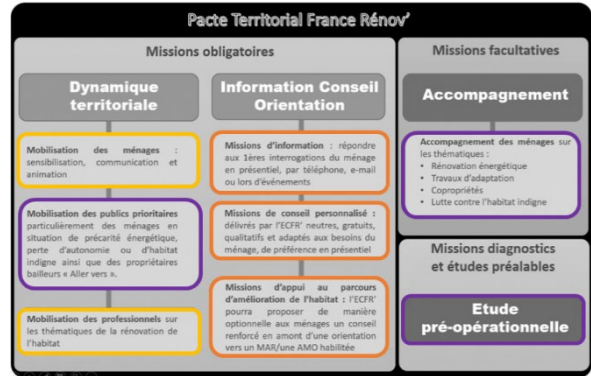 Pacte Territorial France Rénov'
Missions obligatoires
Dynamique
territoriale
Mobilisation des ménages :
sensibilisation, communication et
animation
Mobilisation des publics prioritaires
particulièrement des ménages en
situation de précarité énergétique,
perte d'autonomie ou d'habitat
indigne ainsi que des propriétaires
bailleurs « Aller vers ».
Mobilisation des professionnels sur
les thématiques de la rénovation de
l'habitat
Information Conseil
Orientation
Missions d'information : répondre
aux 1ères interrogations du ménage
en présentiel, par téléphone, e-mail
ou lors d'événements
Missions de conseil personnalisé :
délivrés par l'ECFR' neutres, gratuits,
qualitatifs et adaptés aux besoins du
ménage, de préférence en présentiel
Missions d'appui au parcours
d'amélioration de l'habitat : l'ECFR'
pourra proposer de manière
optionnelle aux ménages un conseil
renforcé en amont d'une orientation
vers un MAR/une AMO habilitée
Missions facultatives
Accompagnement
Accompagnement des ménages sur
les thématiques :
• Rénovation énergétique
• Travaux d'adaptation
• Copropriétés
• Lutte contre l'habitat indigne
Missions diagnostics
et études préalables
Etude
pré-opérationnelle